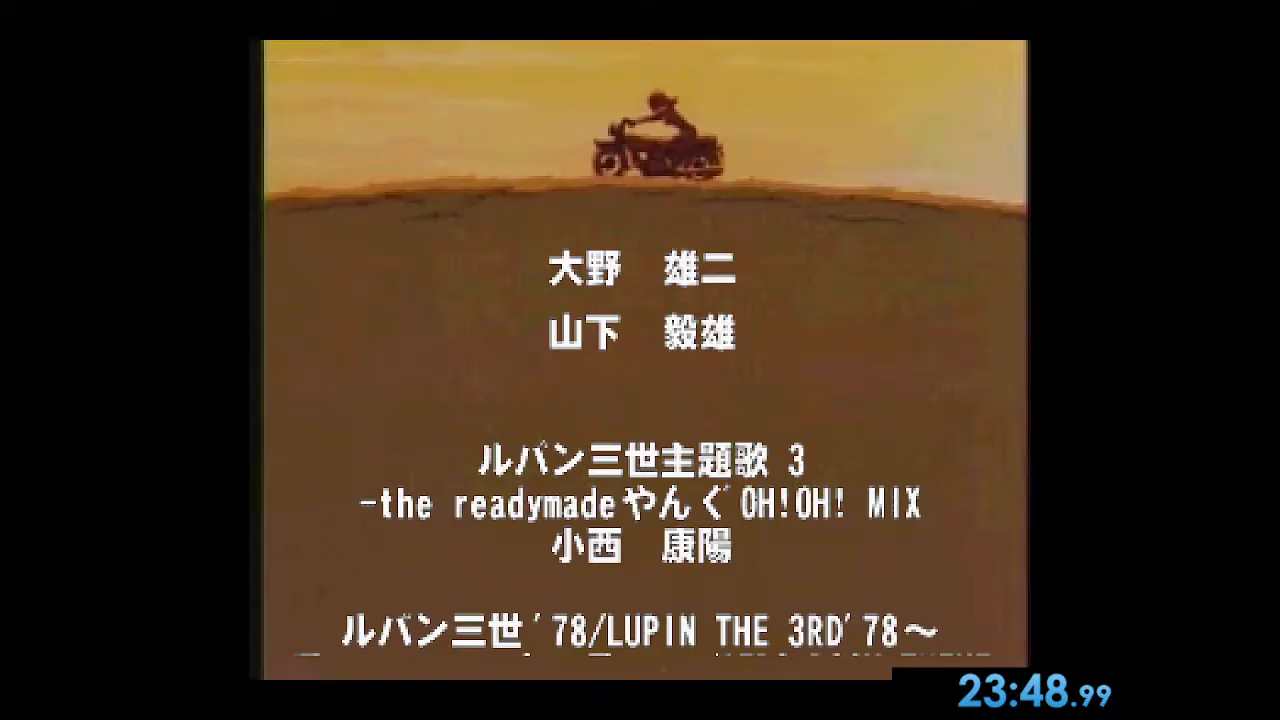 大野　雄二
山下　毅雄
ルパン三世主題歌 3
-the readymadeやんぐOH!OH! MIX
小西　康陽
ルパン三世'78/LUPIN THE 3RD'78～
23:48.99